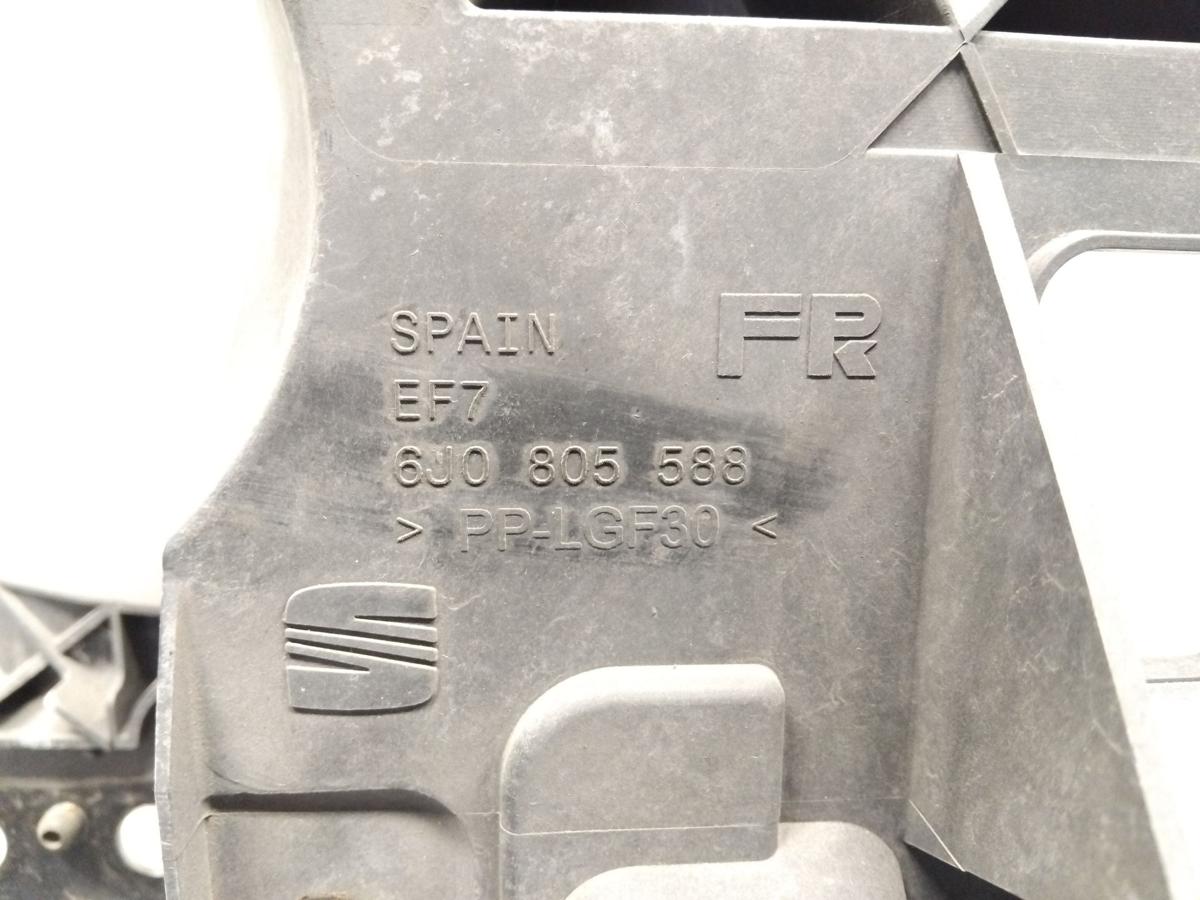 SPAIN
FR
EF7
6J0 805 588
> PP-LGF30 <
S